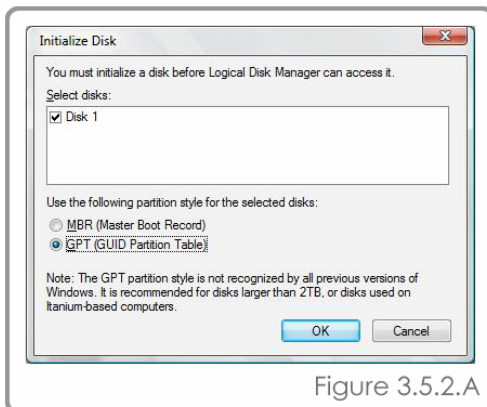 Initialize Disk
You must initialize a disk before Logical Disk Manager can access it.
Select disks:
Disk 1
Use the following partition style for the selected disks:
MBR (Master Boot Record)
GPT (GUID Partition Table)
Note: The GPT partition style is not recognized by all previous versions of
Windows. It is recommended for disks larger than 2TB, or disks used on
Itanium-based computers.
OK Cancel
Figure 3.5.2.A